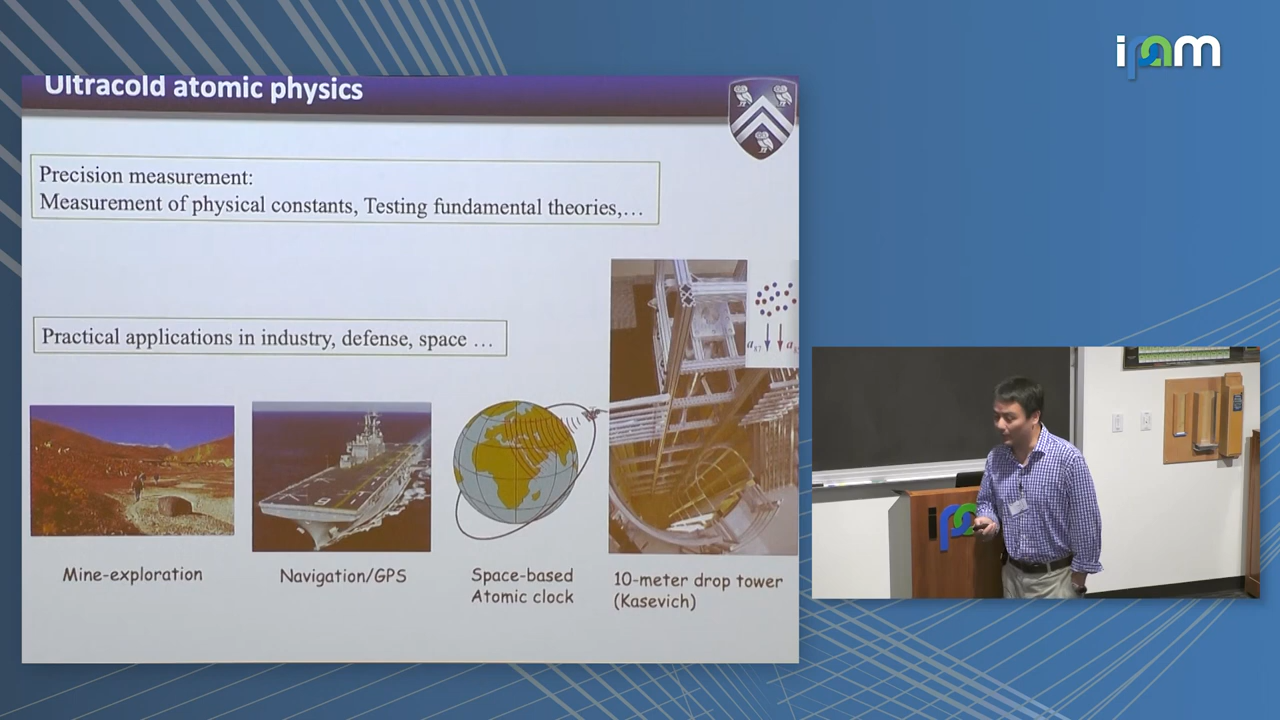 ipam
Ultracold atomic physics
Precision measurement:
Measurement of physical constants, Testing fundamental theories,…
Practical applications in industry, defense, space …
a87
Mine-exploration
Navigation/GPS
Space-based
Atomic clock
10-meter drop tower
(Kasevich)